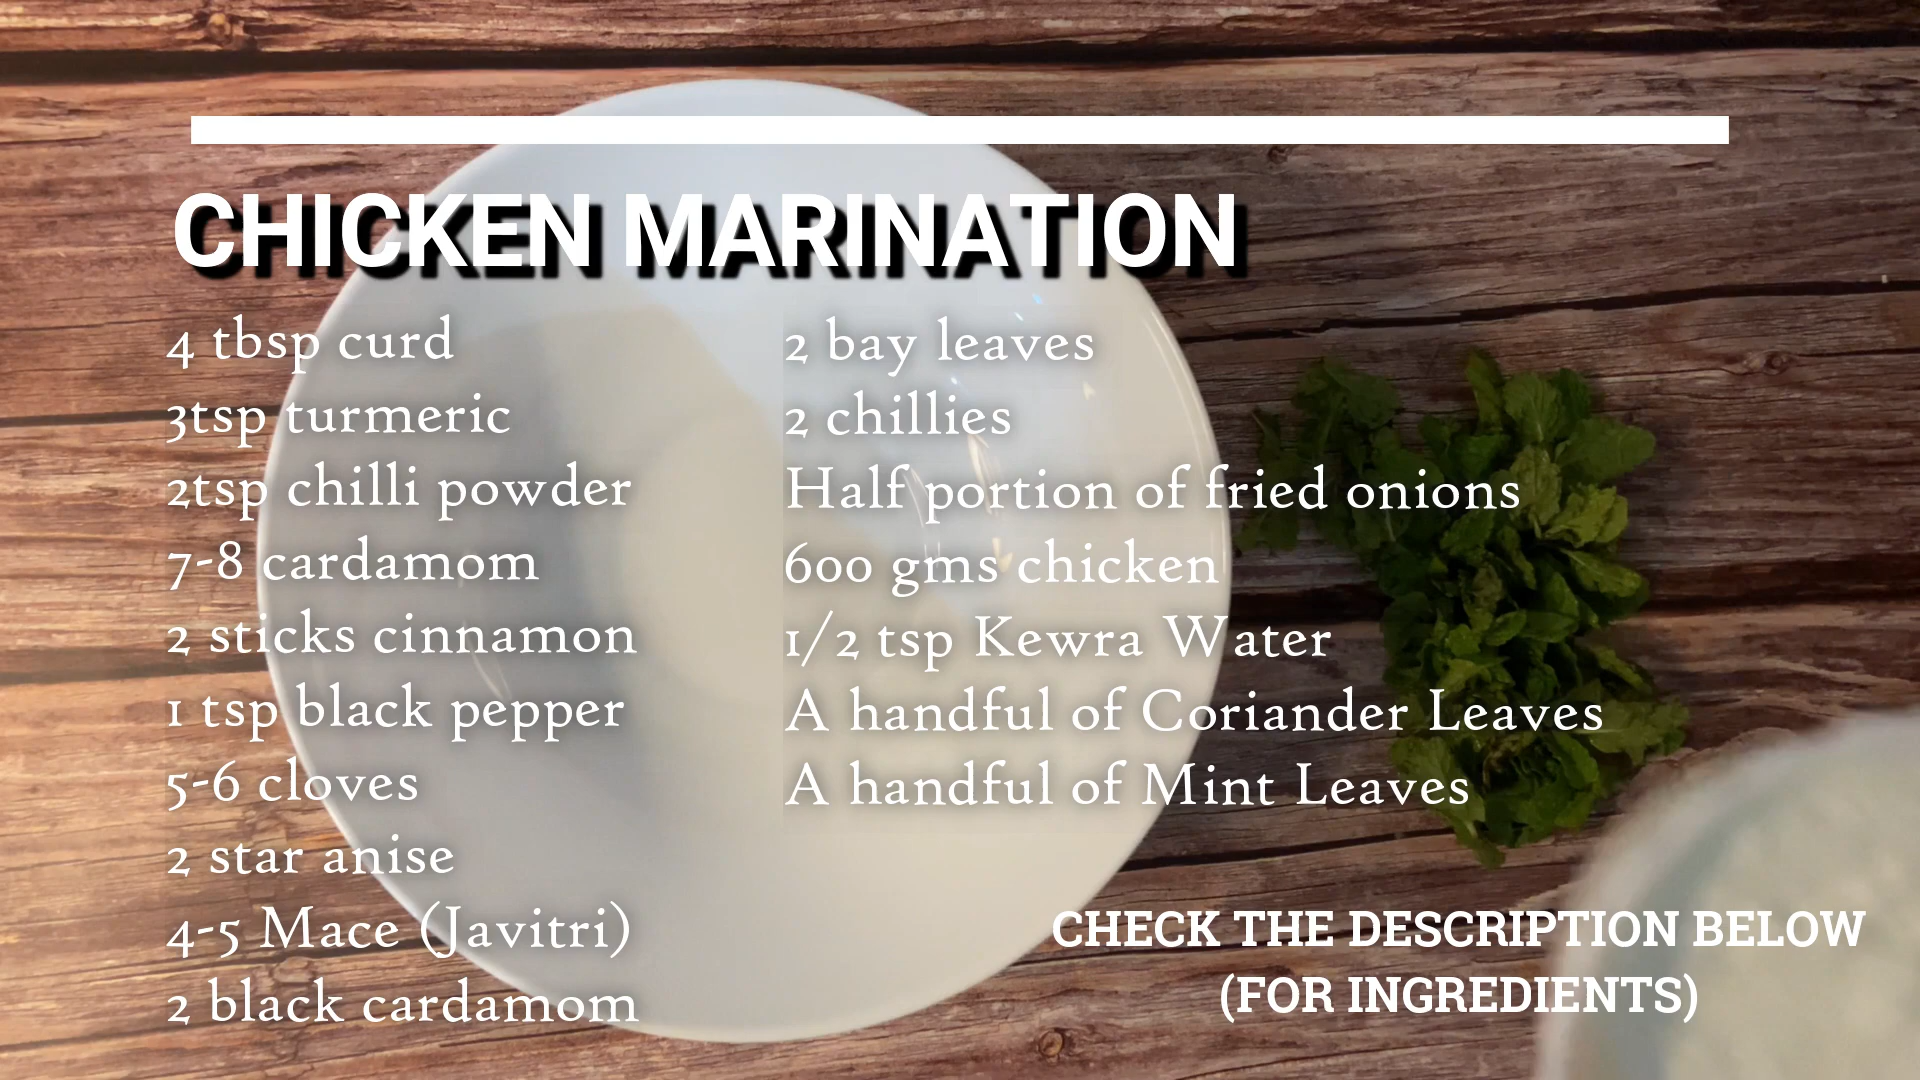 CHICKEN MARINATION
4 tbsp curd
3tsp turmeric
2tsp chilli powder
7-8 cardamom
2 sticks cinnamon
1 tsp black pepper
5-6 cloves
2 star anise
4-5 Mace (Javitri)
2 black cardamom
2 bay leaves
2 chillies
Half portion of fried onions
600 gms chicken
1/2 tsp Kewra Water
A handful of Coriander Leaves
A handful of Mint Leaves
CHECK THE DESCRIPTION BELOW
(FOR INGREDIENTS)